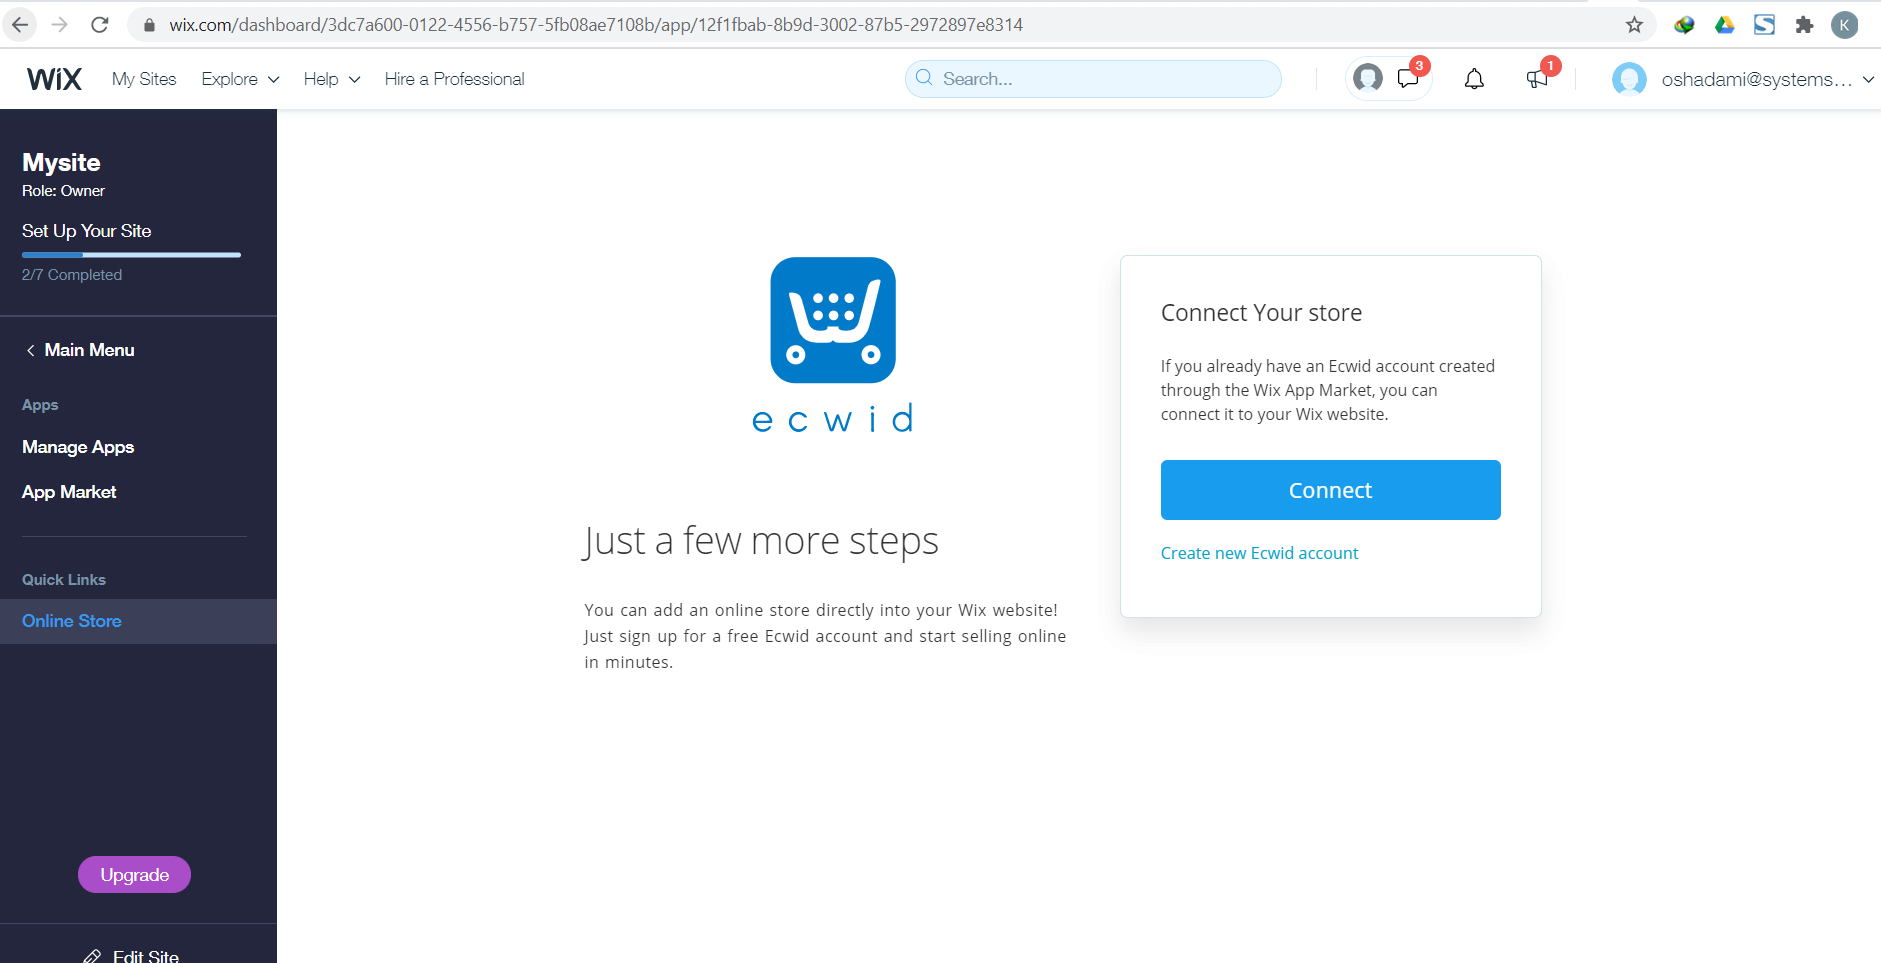 wix.com/dashboard/3dc7a600-0122-4556-b757-5fb08ae7108b/app/12f1fbab-8b9d-3002-87b5-2972897e8314
K
WiX My Sites Explore Help Hire a Professional Search... 3 1 oshadami@systems...
Mysite
Role: Owner
Set Up Your Site
2/7 Completed
Main Menu
Apps
Manage Apps
App Market
Quick Links
Online Store
Upgrade
Edit Site
ecwid
Just a few more steps
You can add an online store directly into your Wix website!
Just sign up for a free Ecwid account and start selling online
in minutes.
Connect Your store
If you already have an Ecwid account created
through the Wix App Market, you can
connect it to your Wix website.
Connect
Create new Ecwid account